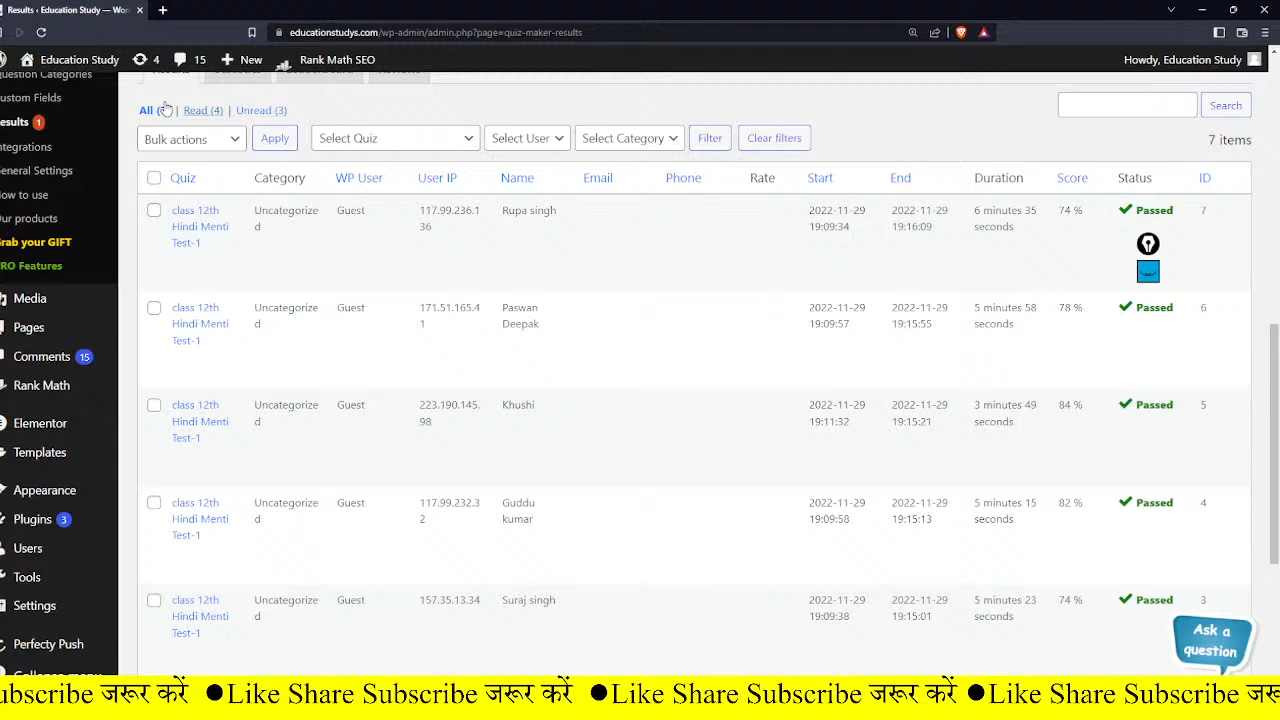 Results ‹ Education Study — Wor
educationstudys.com/wp-admin/admin.php?page=quiz-maker-results
Education Study 4 15 New Rank Math SEO Howdy, Education Study
uestion Categories
ustom Fields
esults 1
ntegrations
eneral Settings
ow to use
ur products
rab your GIFT
RO Features
Media
Pages
Comments 15
Rank Math
Elementor
Templates
Appearance
Plugins 3
Users
Tools
Settings
Perfecty Push
All | Read (4) | Unread (3)
Search
Bulk actions Apply Select Quiz Select User Select Category Filter Clear filters 7 items
Quiz Category WP User User IP Name Email Phone Rate Start End Duration Score Status ID
class 12th Uncategorize Guest 117.99.236.1 Rupa singh 2022-11-29 2022-11-29 6 minutes 35 74 % Passed 7
Hindi Menti d 36 19:09:34 19:16:09 seconds
Test-1
class 12th Uncategorize Guest 171.51.165.4 Paswan 2022-11-29 2022-11-29 5 minutes 58 78 % Passed 6
Hindi Menti d 1 Deepak 19:09:57 19:15:55 seconds
Test-1
class 12th Uncategorize Guest 223.190.145. Khushi 2022-11-29 2022-11-29 3 minutes 49 84 % Passed 5
Hindi Menti d 98 19:11:32 19:15:21 seconds
Test-1
class 12th Uncategorize Guest 117.99.232.3 Guddu 2022-11-29 2022-11-29 5 minutes 15 82 % Passed 4
Hindi Menti d 2 kumar 19:09:58 19:15:13 seconds
Test-1
class 12th Uncategorize Guest 157.35.13.34 Suraj singh 2022-11-29 2022-11-29 5 minutes 23 74 % Passed 3
Hindi Menti d 19:09:38 19:15:01 seconds
Test-1
Ask a
question
ubscribe जरूर करें ●Like Share Subscribe जरूर करें ●Like Share Subscribe जरूर करें ●Like Share Subscribe जरू